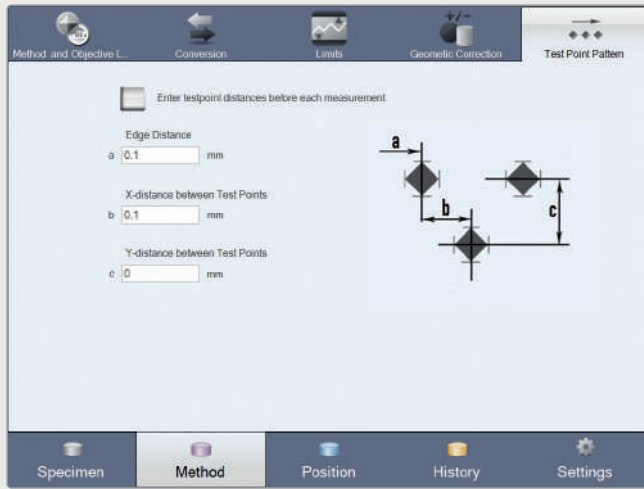 +/-
Method and Objective L... Conversion Limits Geometic Correction Test Point Pattern
Enter testpoint distances before each measurement
Edge Distance
a 0.1 mm
X-distance between Test Points
b 0.1 mm
Y-distance between Test Points
c 0 mm
a
b
c
Specimen Method Position History Settings